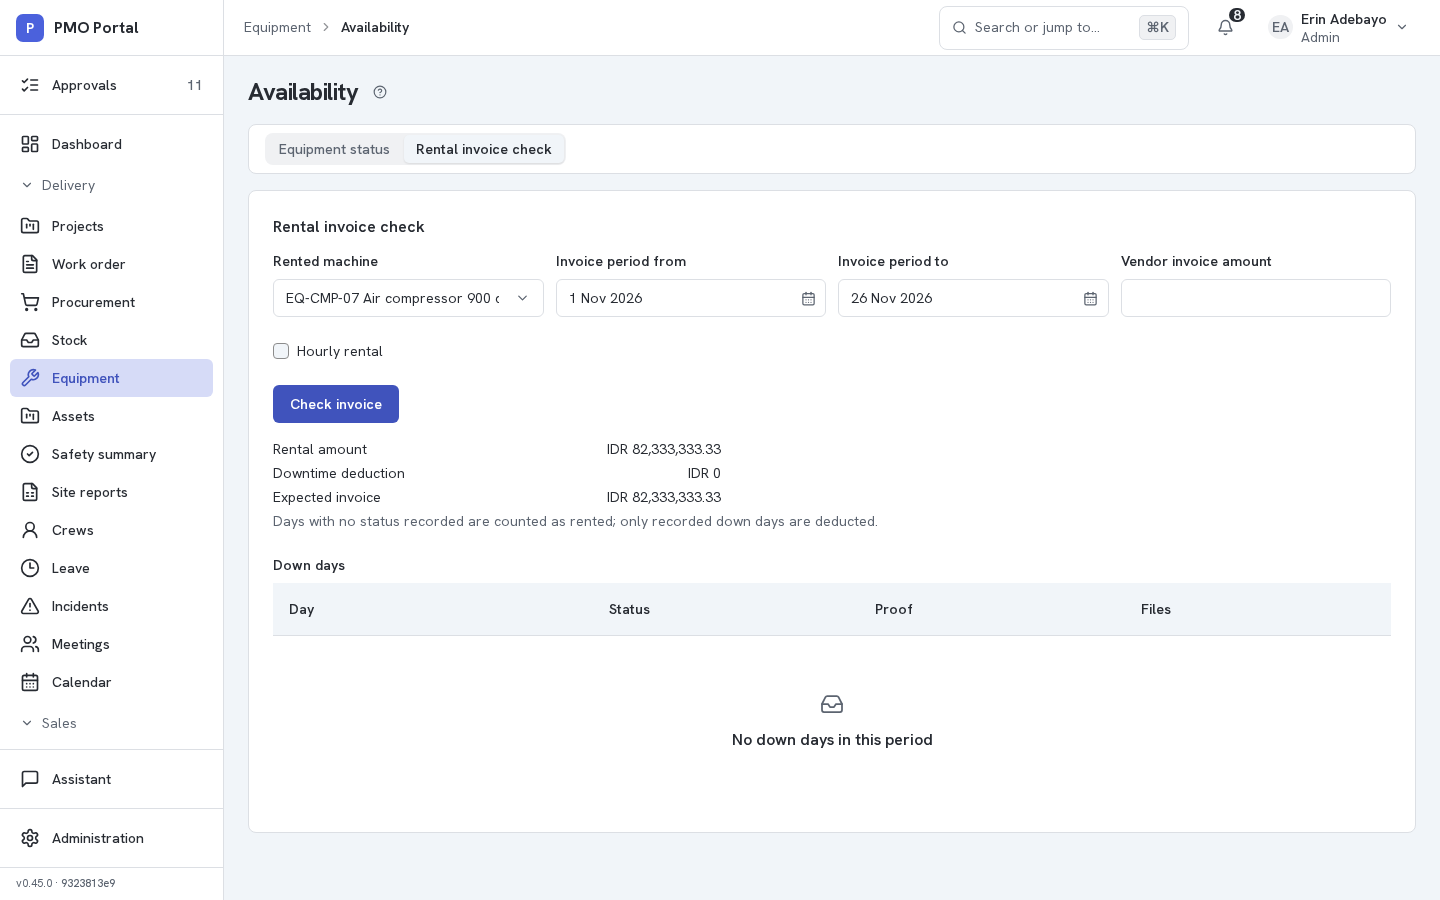 P PMO Portal
Equipment > Availability
Search or jump to... ⌘K
8
EA Erin Adebayo
Admin
Approvals 11
Dashboard
Delivery
Projects
Work order
Procurement
Stock
Equipment
Assets
Safety summary
Site reports
Crews
Leave
Incidents
Meetings
Calendar
Sales
Assistant
Administration
v0.45.0 · 9323813e9
Availability
Equipment status Rental invoice check
Rental invoice check
Rented machine Invoice period from Invoice period to Vendor invoice amount
EQ-CMP-07 Air compressor 900 1 Nov 2026 26 Nov 2026
Hourly rental
Check invoice
Rental amount IDR 82,333,333.33
Downtime deduction IDR 0
Expected invoice IDR 82,333,333.33
Days with no status recorded are counted as rented; only recorded down days are deducted.
Down days
Day Status Proof Files
No down days in this period